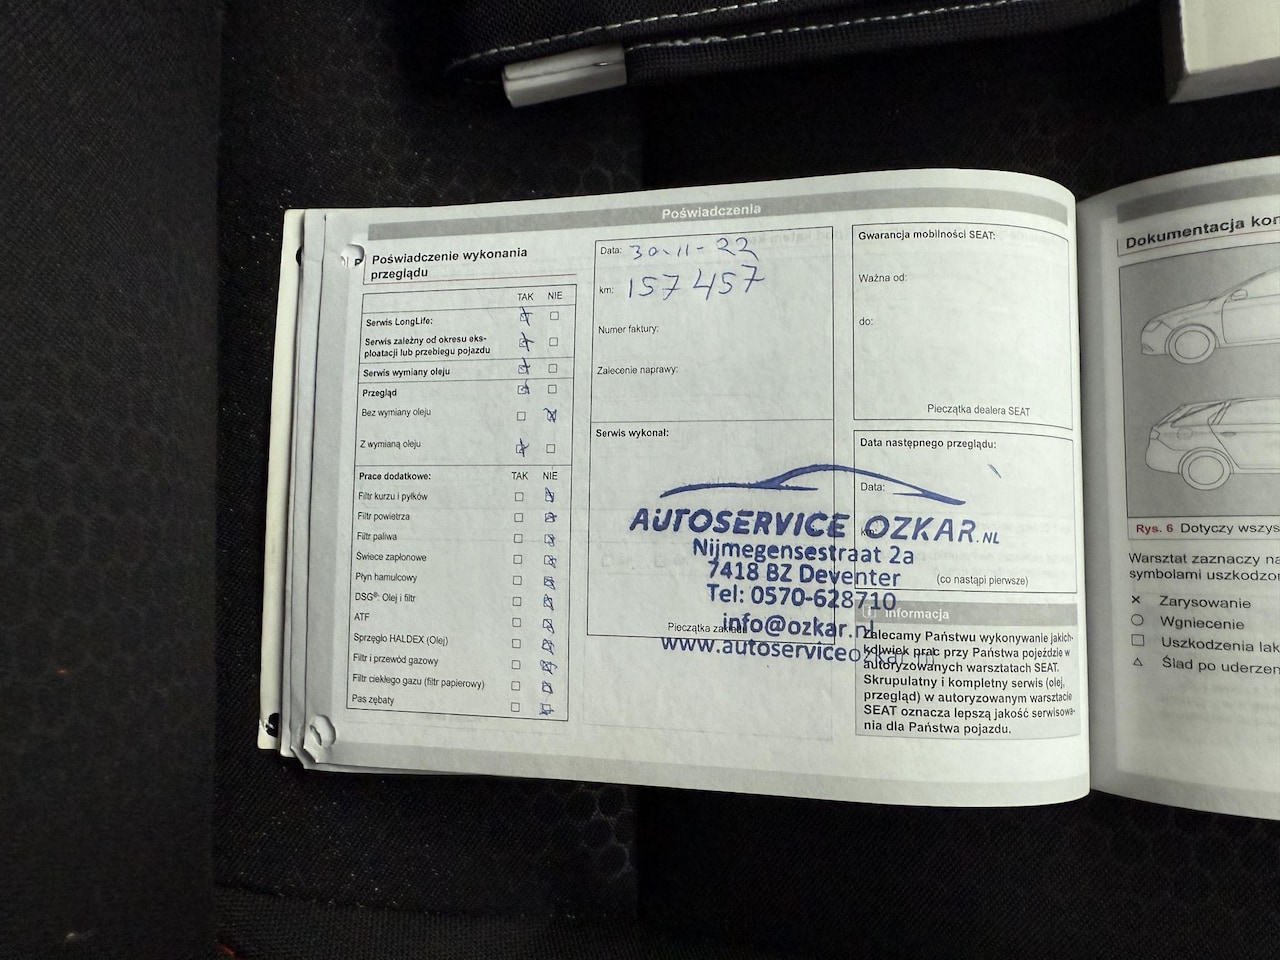 Poświadczenia
Poświadczenie wykonania
przeglądu
TAK NIE
Serwis LongLife:
Serwis zależny od okresu eks-
ploatacji lub przebiegu pojazdu
Serwis wymiany oleju
Przegląd
Bez wymiany oleju
Z wymianą oleju
Prace dodatkowe: TAK NIE
Filtr kurzu i pyłków
Filtr powietrza
Filtr paliwa
Świece zapłonowe
Płyn hamulcowy
DSG®: Olej i filtr
ATF
Sprzęgło HALDEX (Olej)
Filtr i przewód gazowy
Filtr ciekłego gazu (filtr papierowy)
Pas zębaty
Data: 30-11-22
km: 157457
Numer faktury:
Zalecenie naprawy:
Serwis wykonał:
AUTOSERVICE OZKAR.NL
Nijmegensestraat 2a
7418 BZ Deventer
Tel: 0570-628710
info@ozkar.nl
www.autoserviceozkar.nl
Pieczątka zakładu
Gwarancja mobilności SEAT:
Ważna od:
do:
Pieczątka dealera SEAT
Data następnego przeglądu:
Data:
(co nastąpi pierwsze)
i Informacja
Zalecamy Państwu wykonywanie jakich-
kolwiek prac przy Państwa pojeździe w
autoryzowanych warsztatach SEAT.
Skrupulatny i kompletny serwis (olej,
przegląd) w autoryzowanym warsztacie
SEAT oznacza lepszą jakość serwisowa-
nia dla Państwa pojazdu.
Dokumentacja
Rys. 6 Dotyczy
Warsztat zaznaczy
symbolami
Zarysowanie
Wgniecenie
Uszkodzenia
Ślad po